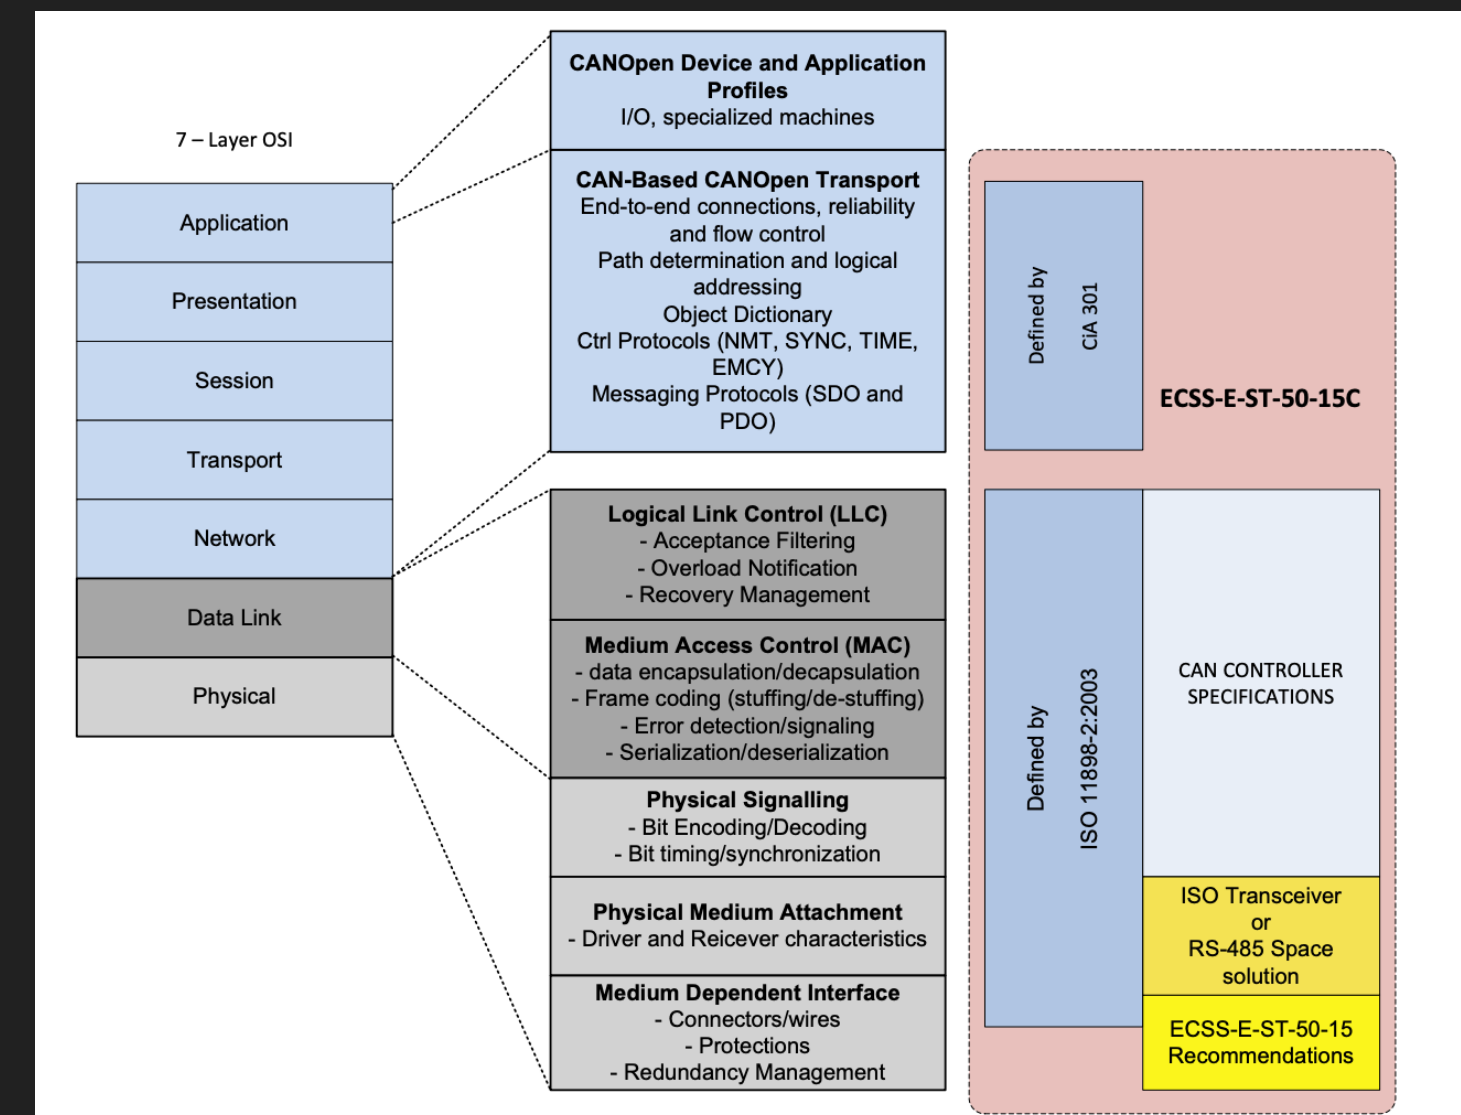 7 – Layer OSI
Application
Presentation
Session
Transport
Network
Data Link
Physical
CANOpen Device and Application
Profiles
I/O, specialized machines
CAN-Based CANOpen Transport
End-to-end connections, reliability
and flow control
Path determination and logical
addressing
Object Dictionary
Ctrl Protocols (NMT, SYNC, TIME,
EMCY)
Messaging Protocols (SDO and
PDO)
Logical Link Control (LLC)
- Acceptance Filtering
- Overload Notification
- Recovery Management
Medium Access Control (MAC)
- data encapsulation/decapsulation
- Frame coding (stuffing/de-stuffing)
- Error detection/signaling
- Serialization/deserialization
Physical Signalling
- Bit Encoding/Decoding
- Bit timing/synchronization
Physical Medium Attachment
- Driver and Reicever characteristics
Medium Dependent Interface
- Connectors/wires
- Protections
- Redundancy Management
Defined by
CiA 301
ECSS-E-ST-50-15C
Defined by
ISO 11898-2:2003
CAN CONTROLLER
SPECIFICATIONS
ISO Transceiver
or
RS-485 Space
solution
ECSS-E-ST-50-15
Recommendations